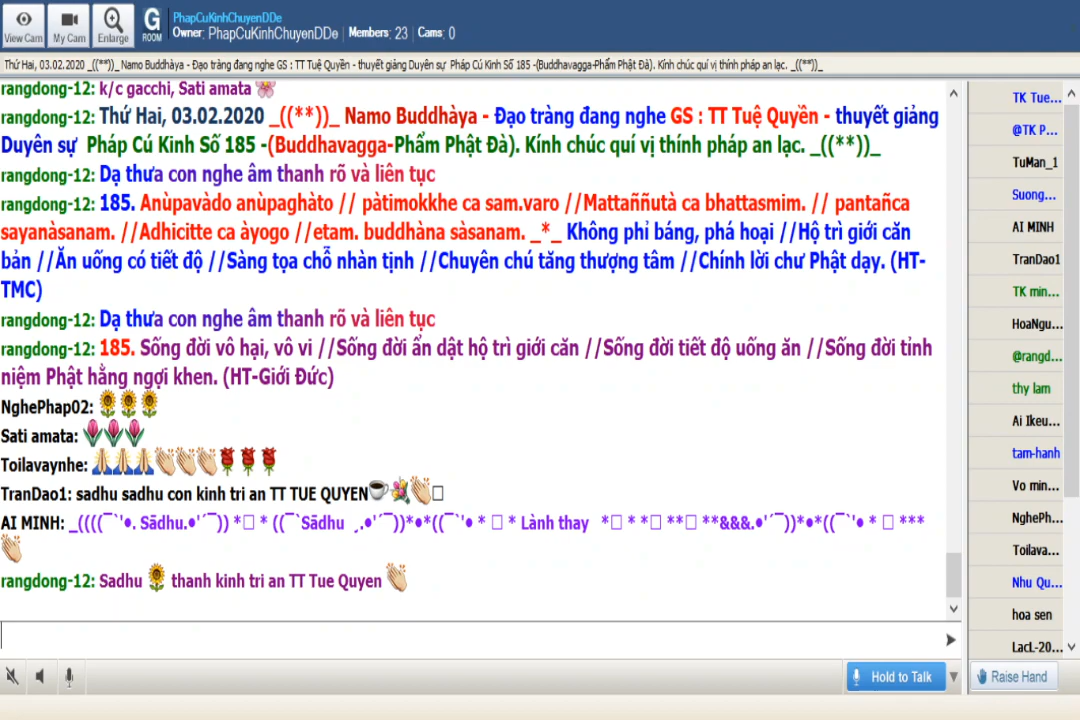 PhapCuKinhChuyenDDe
View Cam
My Cam
Enlarge
G
ROOM
Owner: PhapCuKinhChuyenDDe Members: 23 Cams: 0
Thứ Hai, 03.02.2020 _((**))_ Namo Buddhàya - Đạo tràng đang nghe GS : TT Tuệ Quyền - thuyết giảng Duyên sự Pháp Cú Kinh Số 185 -(Buddhavagga-Phẩm Phật Đà). Kính chúc quí vị thính pháp an lạc. _((**))_
rangdong-12: k/c gacchi, Sati amata 🌸
rangdong-12: Thứ Hai, 03.02.2020 _((**))_ Namo Buddhàya - Đạo tràng đang nghe GS : TT Tuệ Quyền - thuyết giảng
Duyên sự Pháp Cú Kinh Số 185 -(Buddhavagga-Phẩm Phật Đà). Kính chúc quí vị thính pháp an lạc. _((**))_
rangdong-12: Dạ thưa con nghe âm thanh rõ và liên tục
rangdong-12: 185. Anùpavàdo anùpaghàto // pàtimokkhe ca sam.varo //Mattaññutà ca bhattasmim. // pantañca
sayanàsanam. //Adhicitte ca àyogo //etam. buddhàna sàsanam. _*_ Không phỉ báng, phá hoại //Hộ trì giới căn
bản //Ăn uống có tiết độ //Sàng tọa chỗ nhàn tịnh //Chuyên chú tăng thượng tâm //Chính lời chư Phật dạy. (HT-
TMC)
rangdong-12: Dạ thưa con nghe âm thanh rõ và liên tục
rangdong-12: 185. Sống đời vô hại, vô vi //Sống đời ẩn dật hộ trì giới căn //Sống đời tiết độ uống ăn //Sống đời tỉnh
niệm Phật hằng ngợi khen. (HT-Giới Đức)
NghePhap02: 🌻🌻🌻
Sati amata: 🌷🌷🌷
Toilavaynhe: 🙏🙏🙏👏👏👏🌹🌹🌹
TranDao1: sadhu sadhu con kinh tri an TT TUE QUYEN☕💐👏□
AI MINH: _((((¯`'•. Sādhu.•'´¯)) *□ * ((¯`Sādhu ¸.•'´¯))*•*((¯`'• * □ * Lành thay *□ * *□ **□ **&&&.•'´¯))*•*((¯`'• * □ ***
👏
rangdong-12: Sadhu 🌻 thanh kinh tri an TT Tue Quyen 👏
TK Tue...
@TK P...
TuMan_1
Suong...
AI MINH
TranDao1
TK min...
HoaNgu...
@rangd...
thy lam
Ai Ikeu...
tam-hanh
Vo min...
NghePh...
Toilava...
Nhu Qu...
hoa sen
LacL-20...
Hold to Talk
Raise Hand